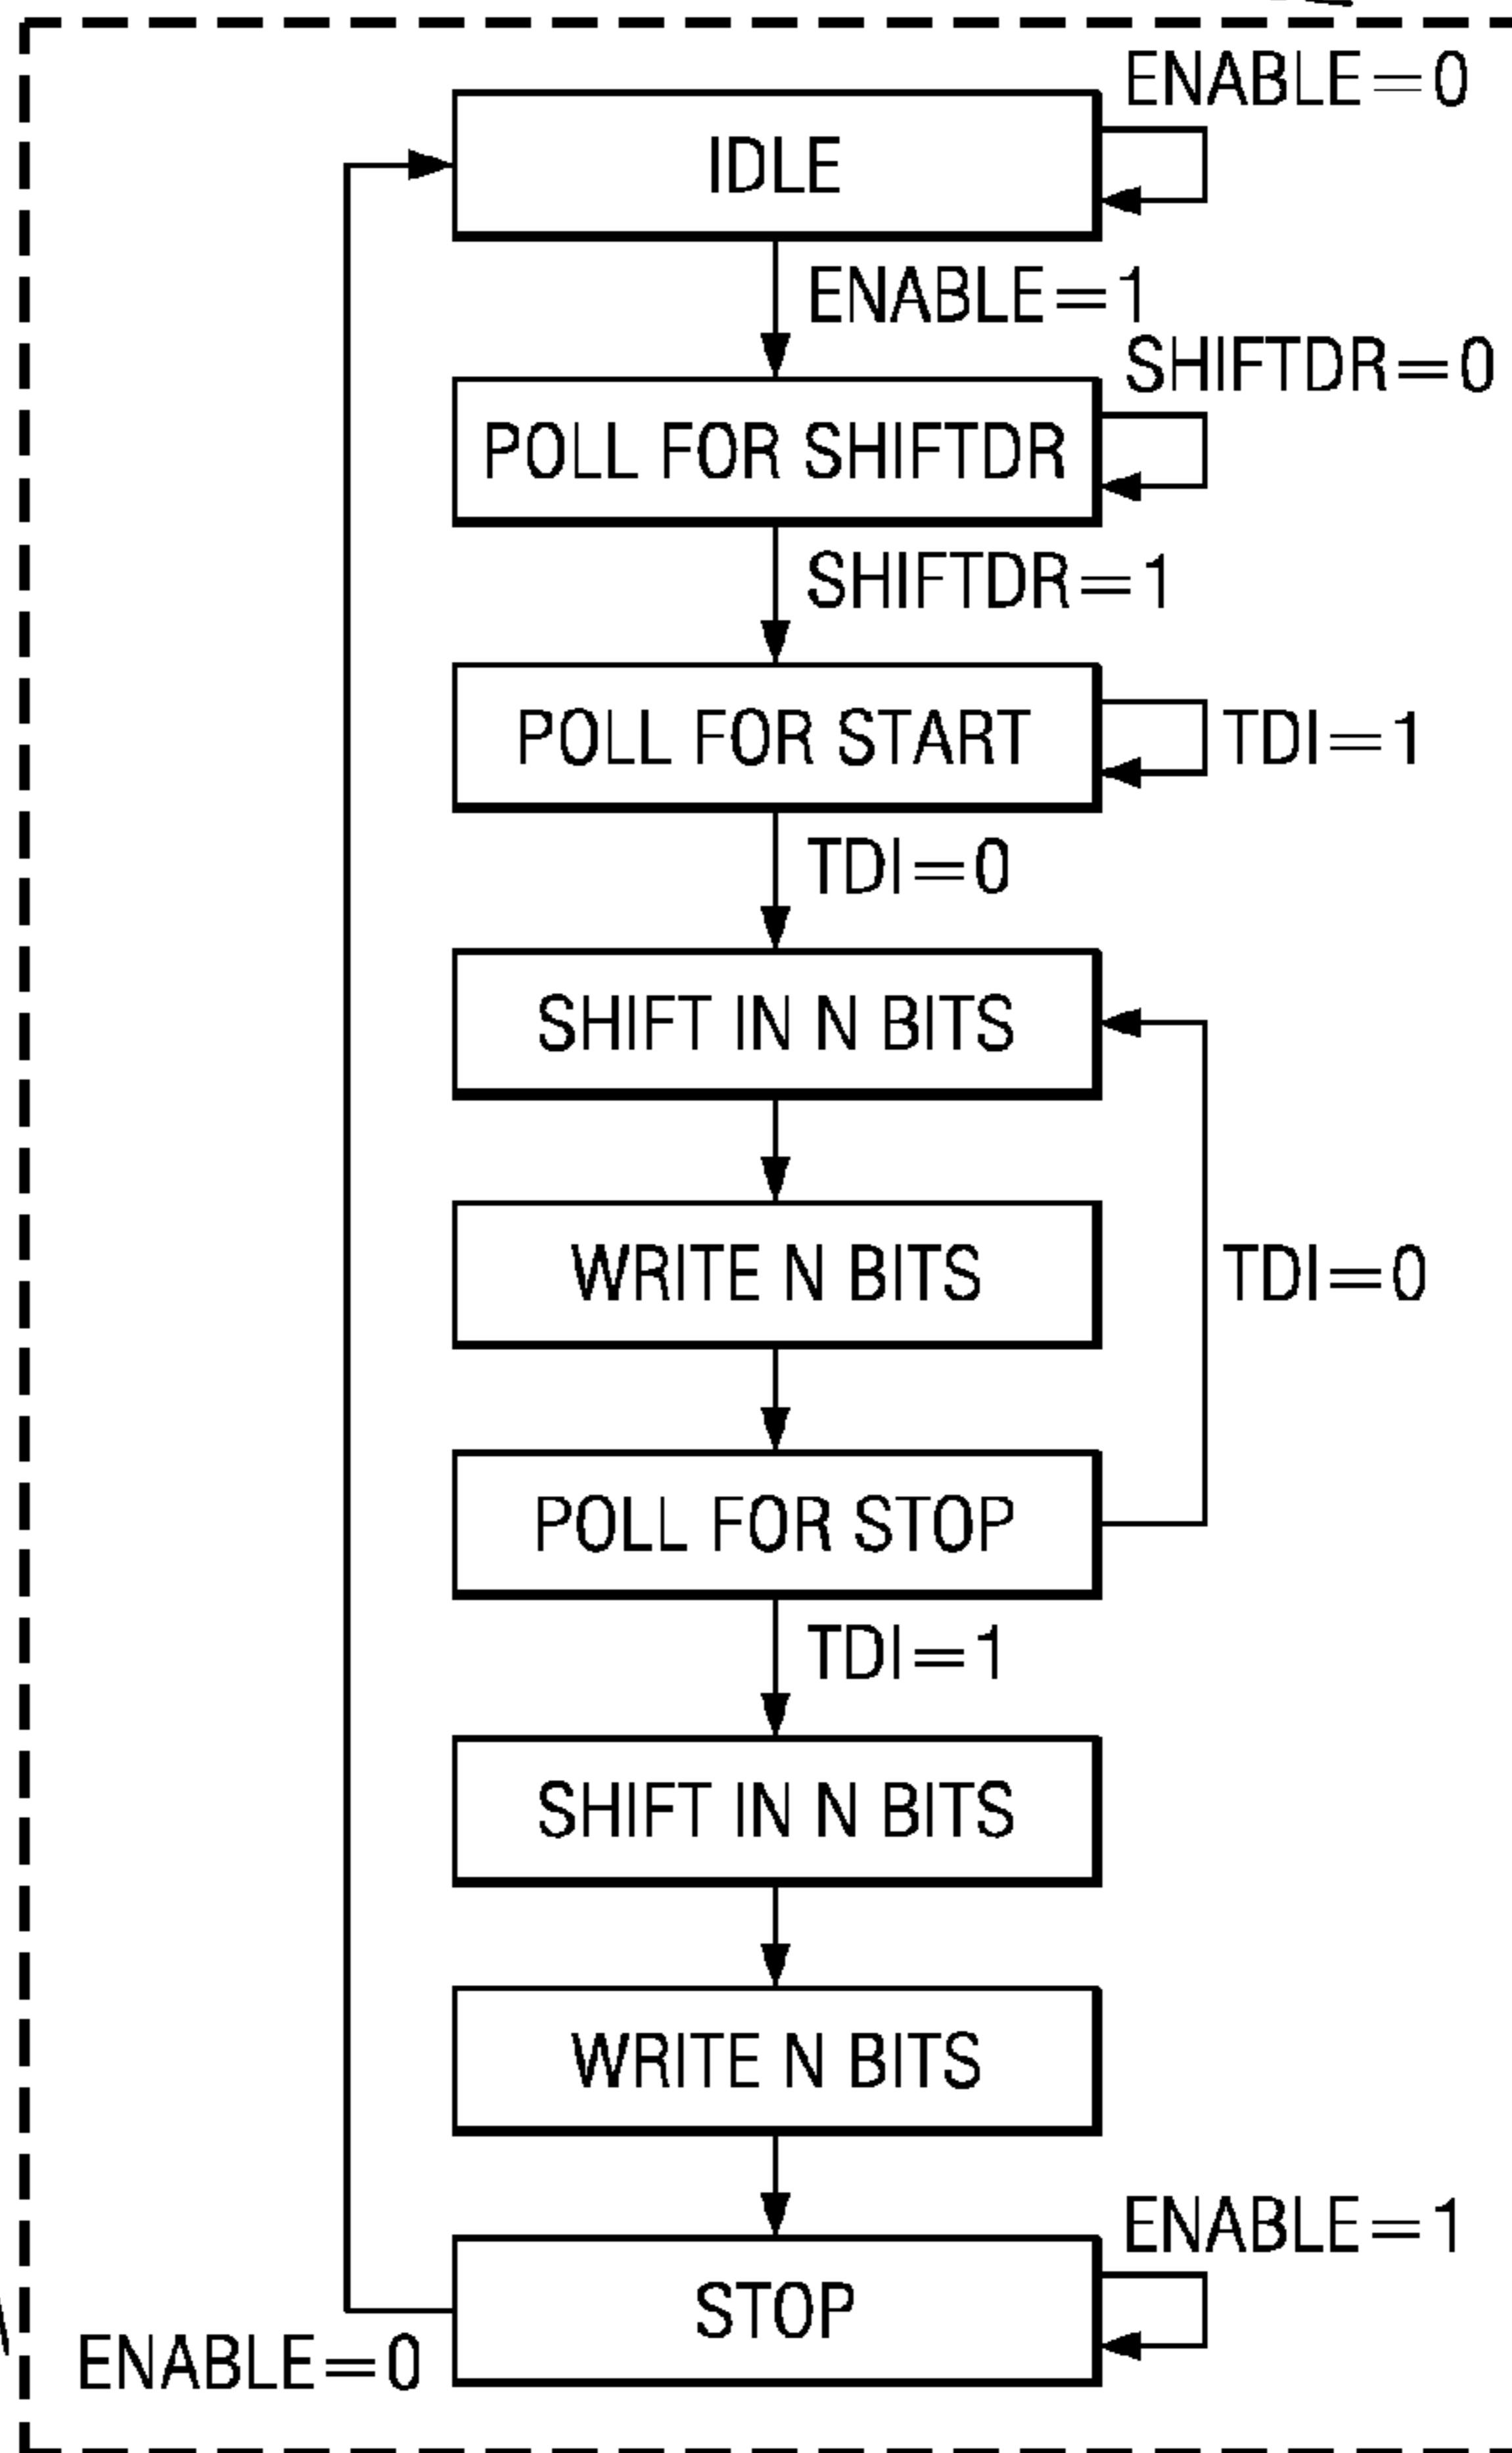 ENABLE=0
IDLE
ENABLE=1
SHIFTDR=0
POLL FOR SHIFTDR
SHIFTDR=1
POLL FOR START
TDI=1
TDI=0
SHIFT IN N BITS
WRITE N BITS
TDI=0
POLL FOR STOP
TDI=1
SHIFT IN N BITS
WRITE N BITS
ENABLE=1
STOP
ENABLE=0